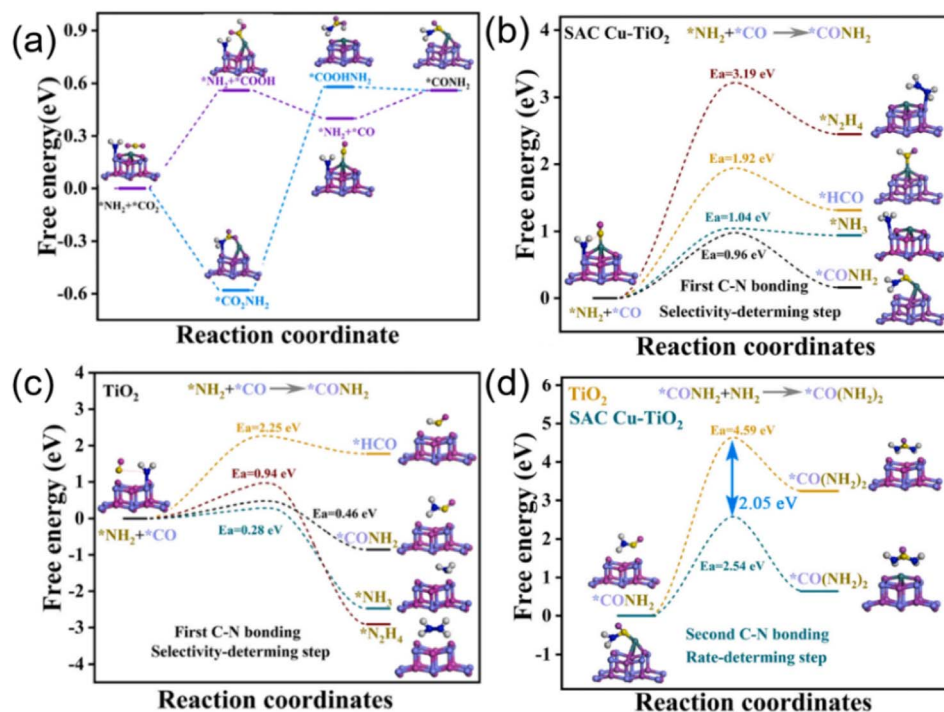 (a)
Free energy(eV)
0.9
0.6
0.3
0.0
-0.3
-0.6
*NH₂+*COOH
*COOHNH₂
*CONH₂
*NH₂+*CO
*NH₂+*CO₂
*CO₂NH₂
Reaction coordinate
(b)
Free energy (eV)
4
3
2
1
0
SAC Cu-TiO₂
*NH₂+*CO → *CONH₂
Ea=3.19 eV
*N₂H₄
Ea=1.92 eV
*HCO
Ea=1.04 eV
*NH₃
Ea=0.96 eV
*CONH₂
First C-N bonding
*NH₂+*CO
Selectivity-determing step
Reaction coordinates
(c)
Free energy (eV)
4
3
2
1
0
-1
-2
-3
-4
TiO₂
*NH₂+*CO → *CONH₂
Ea=2.25 eV
*HCO
Ea=0.94 eV
Ea=0.46 eV
*NH₂+*CO
Ea=0.28 eV
*CONH₂
*NH₃
*N₂H₄
First C-N bonding
Selectivity-determing step
Reaction coordinates
(d)
Free energy (eV)
6
5
4
3
2
1
0
-1
TiO₂
SAC Cu-TiO₂
*CONH₂+NH₂ → *CO(NH₂)₂
Ea=4.59 eV
*CO(NH₂)₂
2.05 eV
Ea=2.54 eV
*CO(NH₂)₂
*CONH₂
Second C-N bonding
Rate-determing step
Reaction coordinates